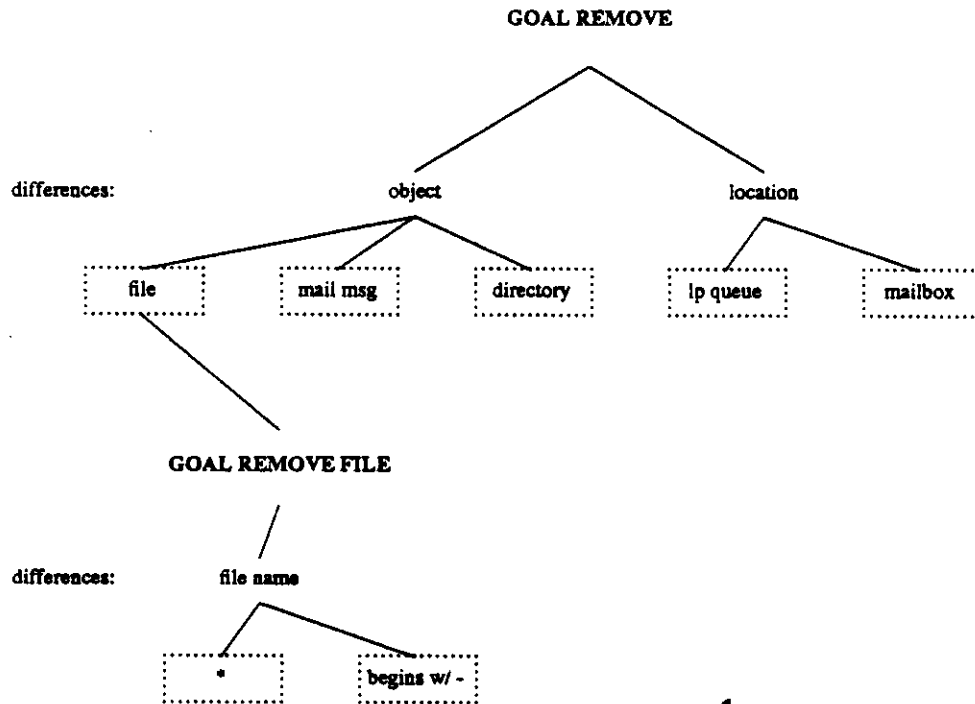 GOAL REMOVE
differences: object location
file mail msg directory lp queue mailbox
GOAL REMOVE FILE
differences: file name
* begins w/ -